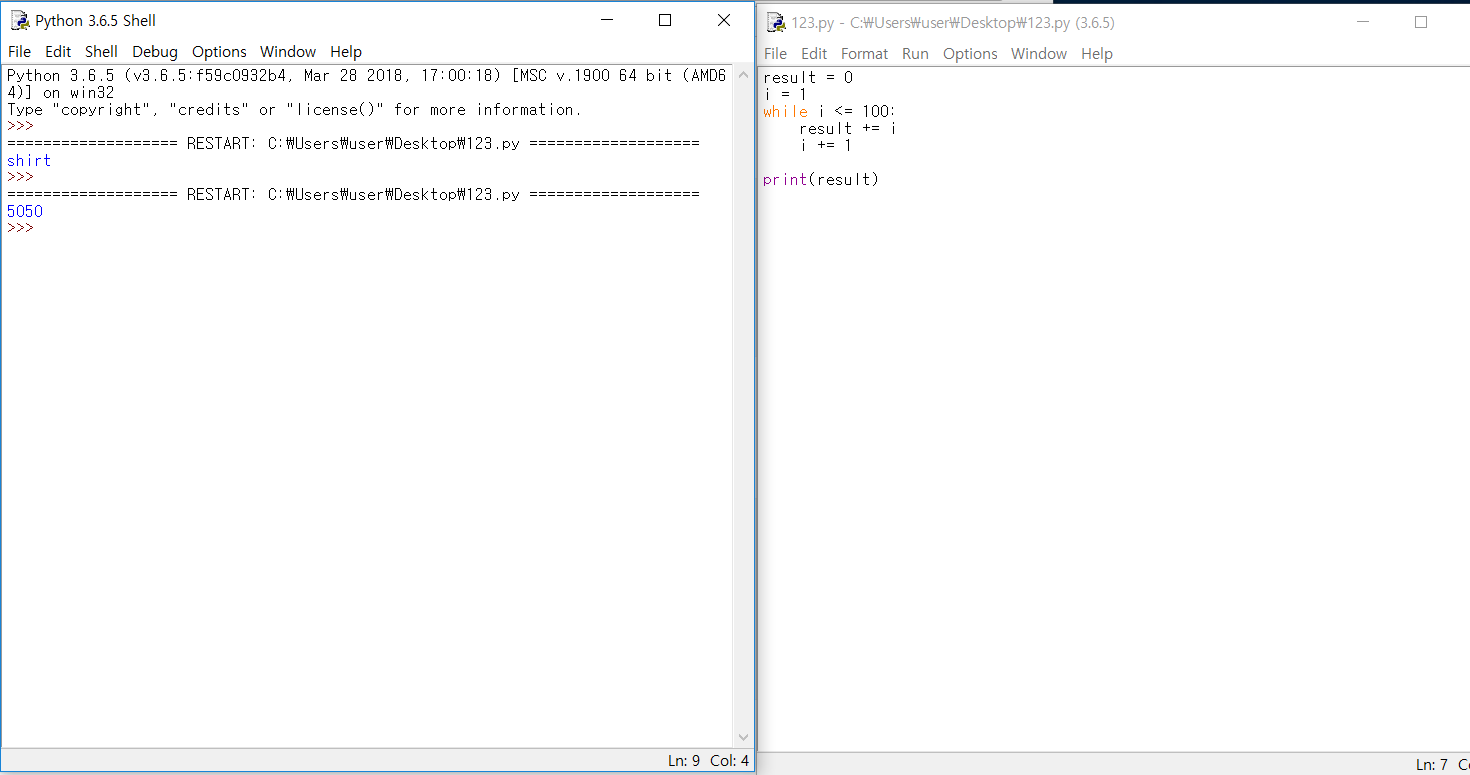 Python 3.6.5 Shell
File Edit Shell Debug Options Window Help
Python 3.6.5 (v3.6.5:f59c0932b4, Mar 28 2018, 17:00:18) [MSC v.1900 64 bit (AMD6
4)] on win32
Type "copyright", "credits" or "license()" for more information.
>>>
=================== RESTART: C:₩Users₩user₩Desktop₩123.py ===================
shirt
>>>
=================== RESTART: C:₩Users₩user₩Desktop₩123.py ===================
5050
>>>
Ln: 9 Col: 4
123.py - C:₩Users₩user₩Desktop₩123.py (3.6.5)
File Edit Format Run Options Window Help
result = 0
i = 1
while i <= 100:
    result += i
    i += 1
print(result)
Ln: 7